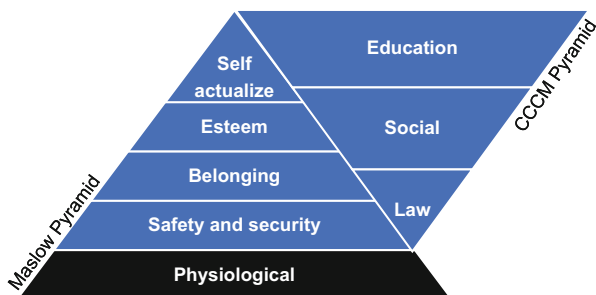 Education
Self
actualize
Social
Esteem
Belonging
Law
Safety and security
Physiological
Maslow Pyramid
CCCM Pyramid